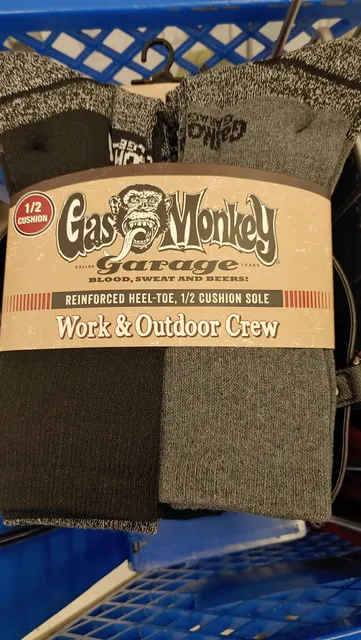 1/2
CUSHION
Gas Monkey
DALLAS TEXAS
Garage
BLOOD, SWEAT AND BEERS!
REINFORCED HEEL-TOE, 1/2 CUSHION SOLE
Work & Outdoor Crew